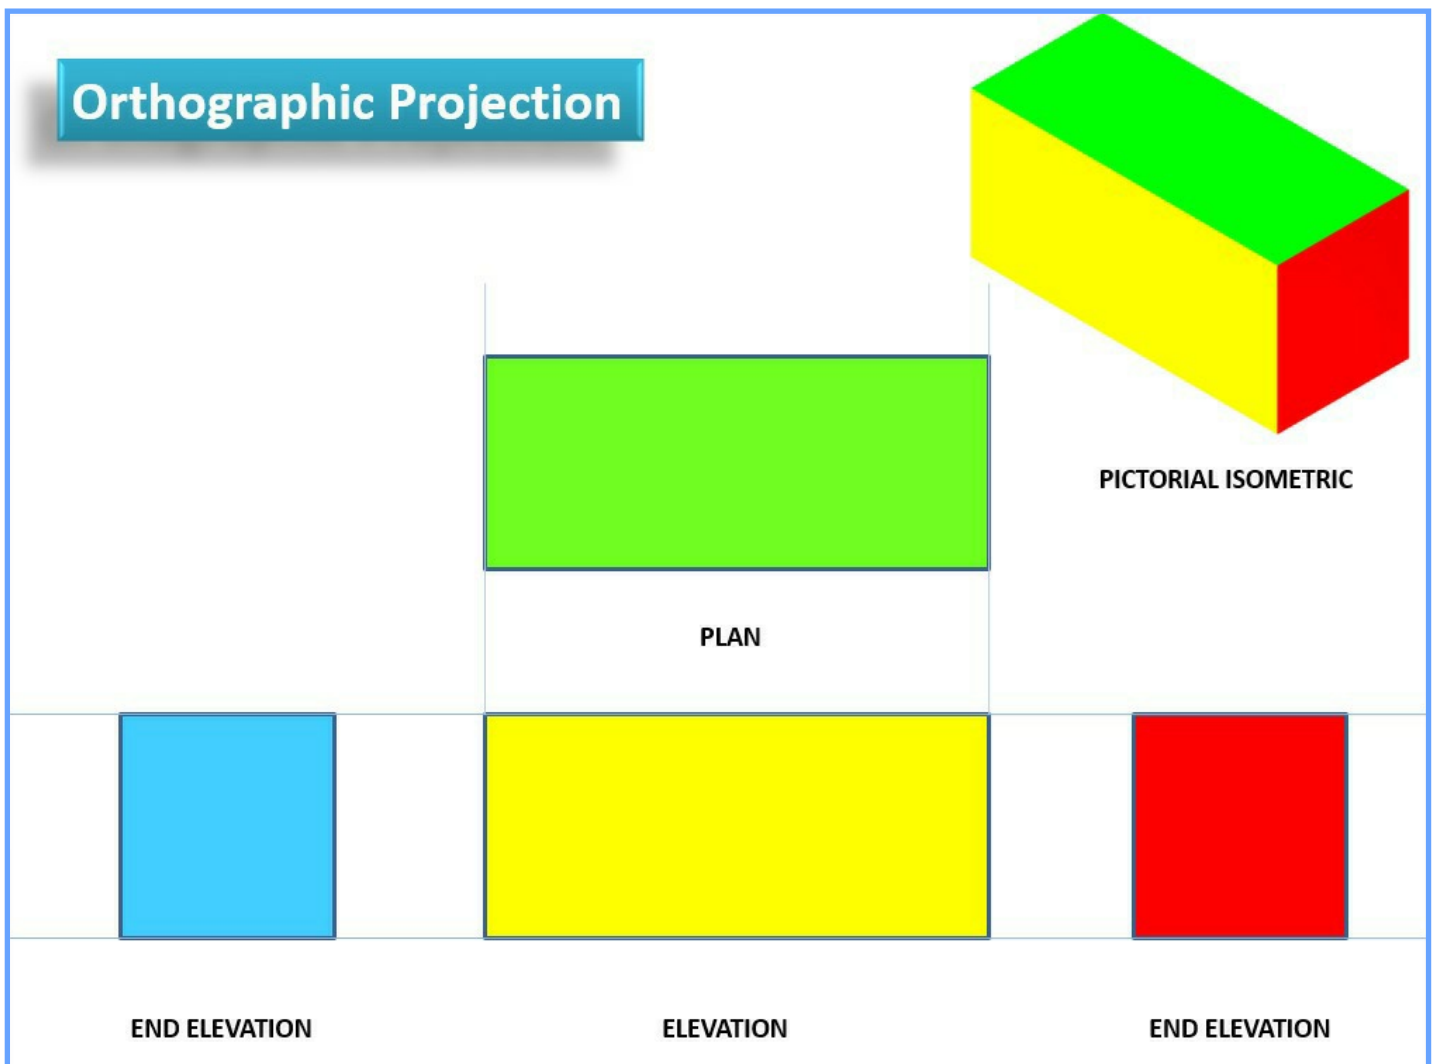 Orthographic Projection
PICTORIAL ISOMETRIC
PLAN
END ELEVATION
ELEVATION
END ELEVATION